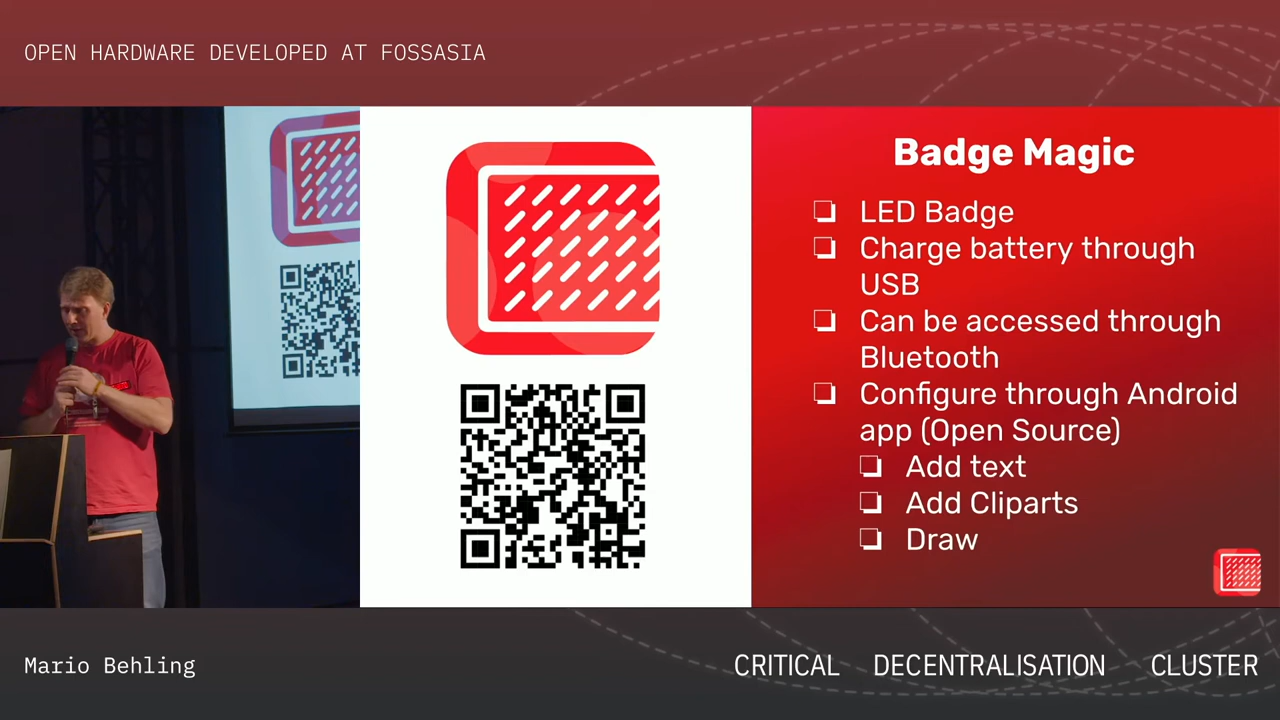 OPEN HARDWARE DEVELOPED AT FOSSASIA
Badge Magic
❏ LED Badge
❏ Charge battery through
USB
❏ Can be accessed through
Bluetooth
❏ Configure through Android
app (Open Source)
❏ Add text
❏ Add Cliparts
❏ Draw
Mario Behling
CRITICAL DECENTRALISATION CLUSTER